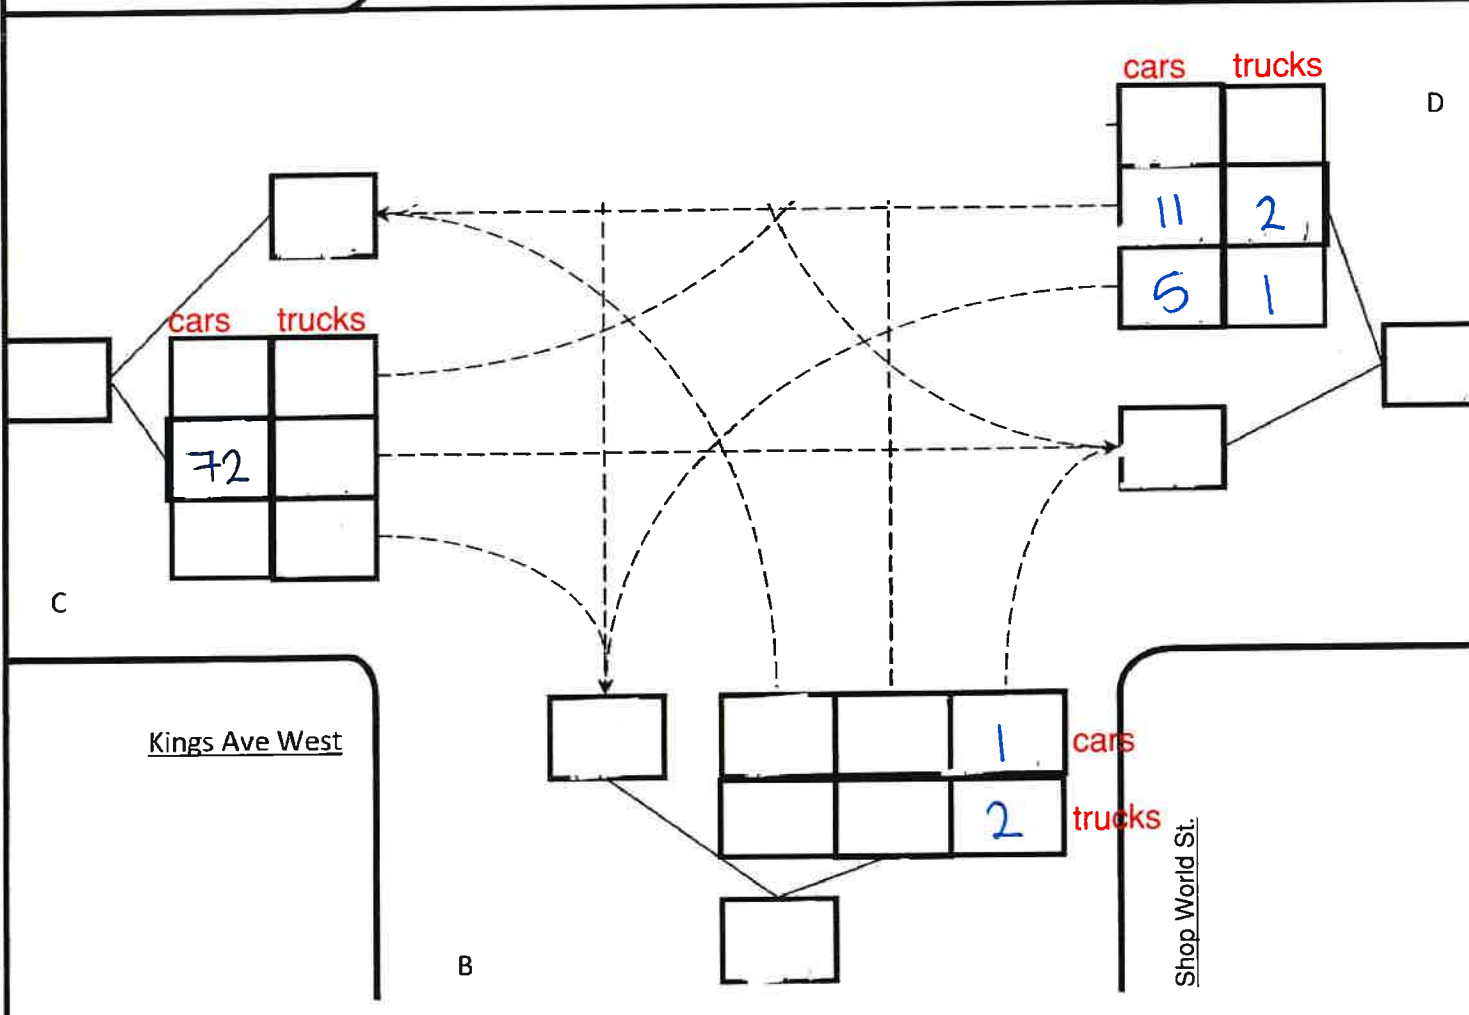 cars trucks
D
11 2
5 1
cars trucks
72
C
Kings Ave West
1 cars
2 trucks
Shop World St.
B